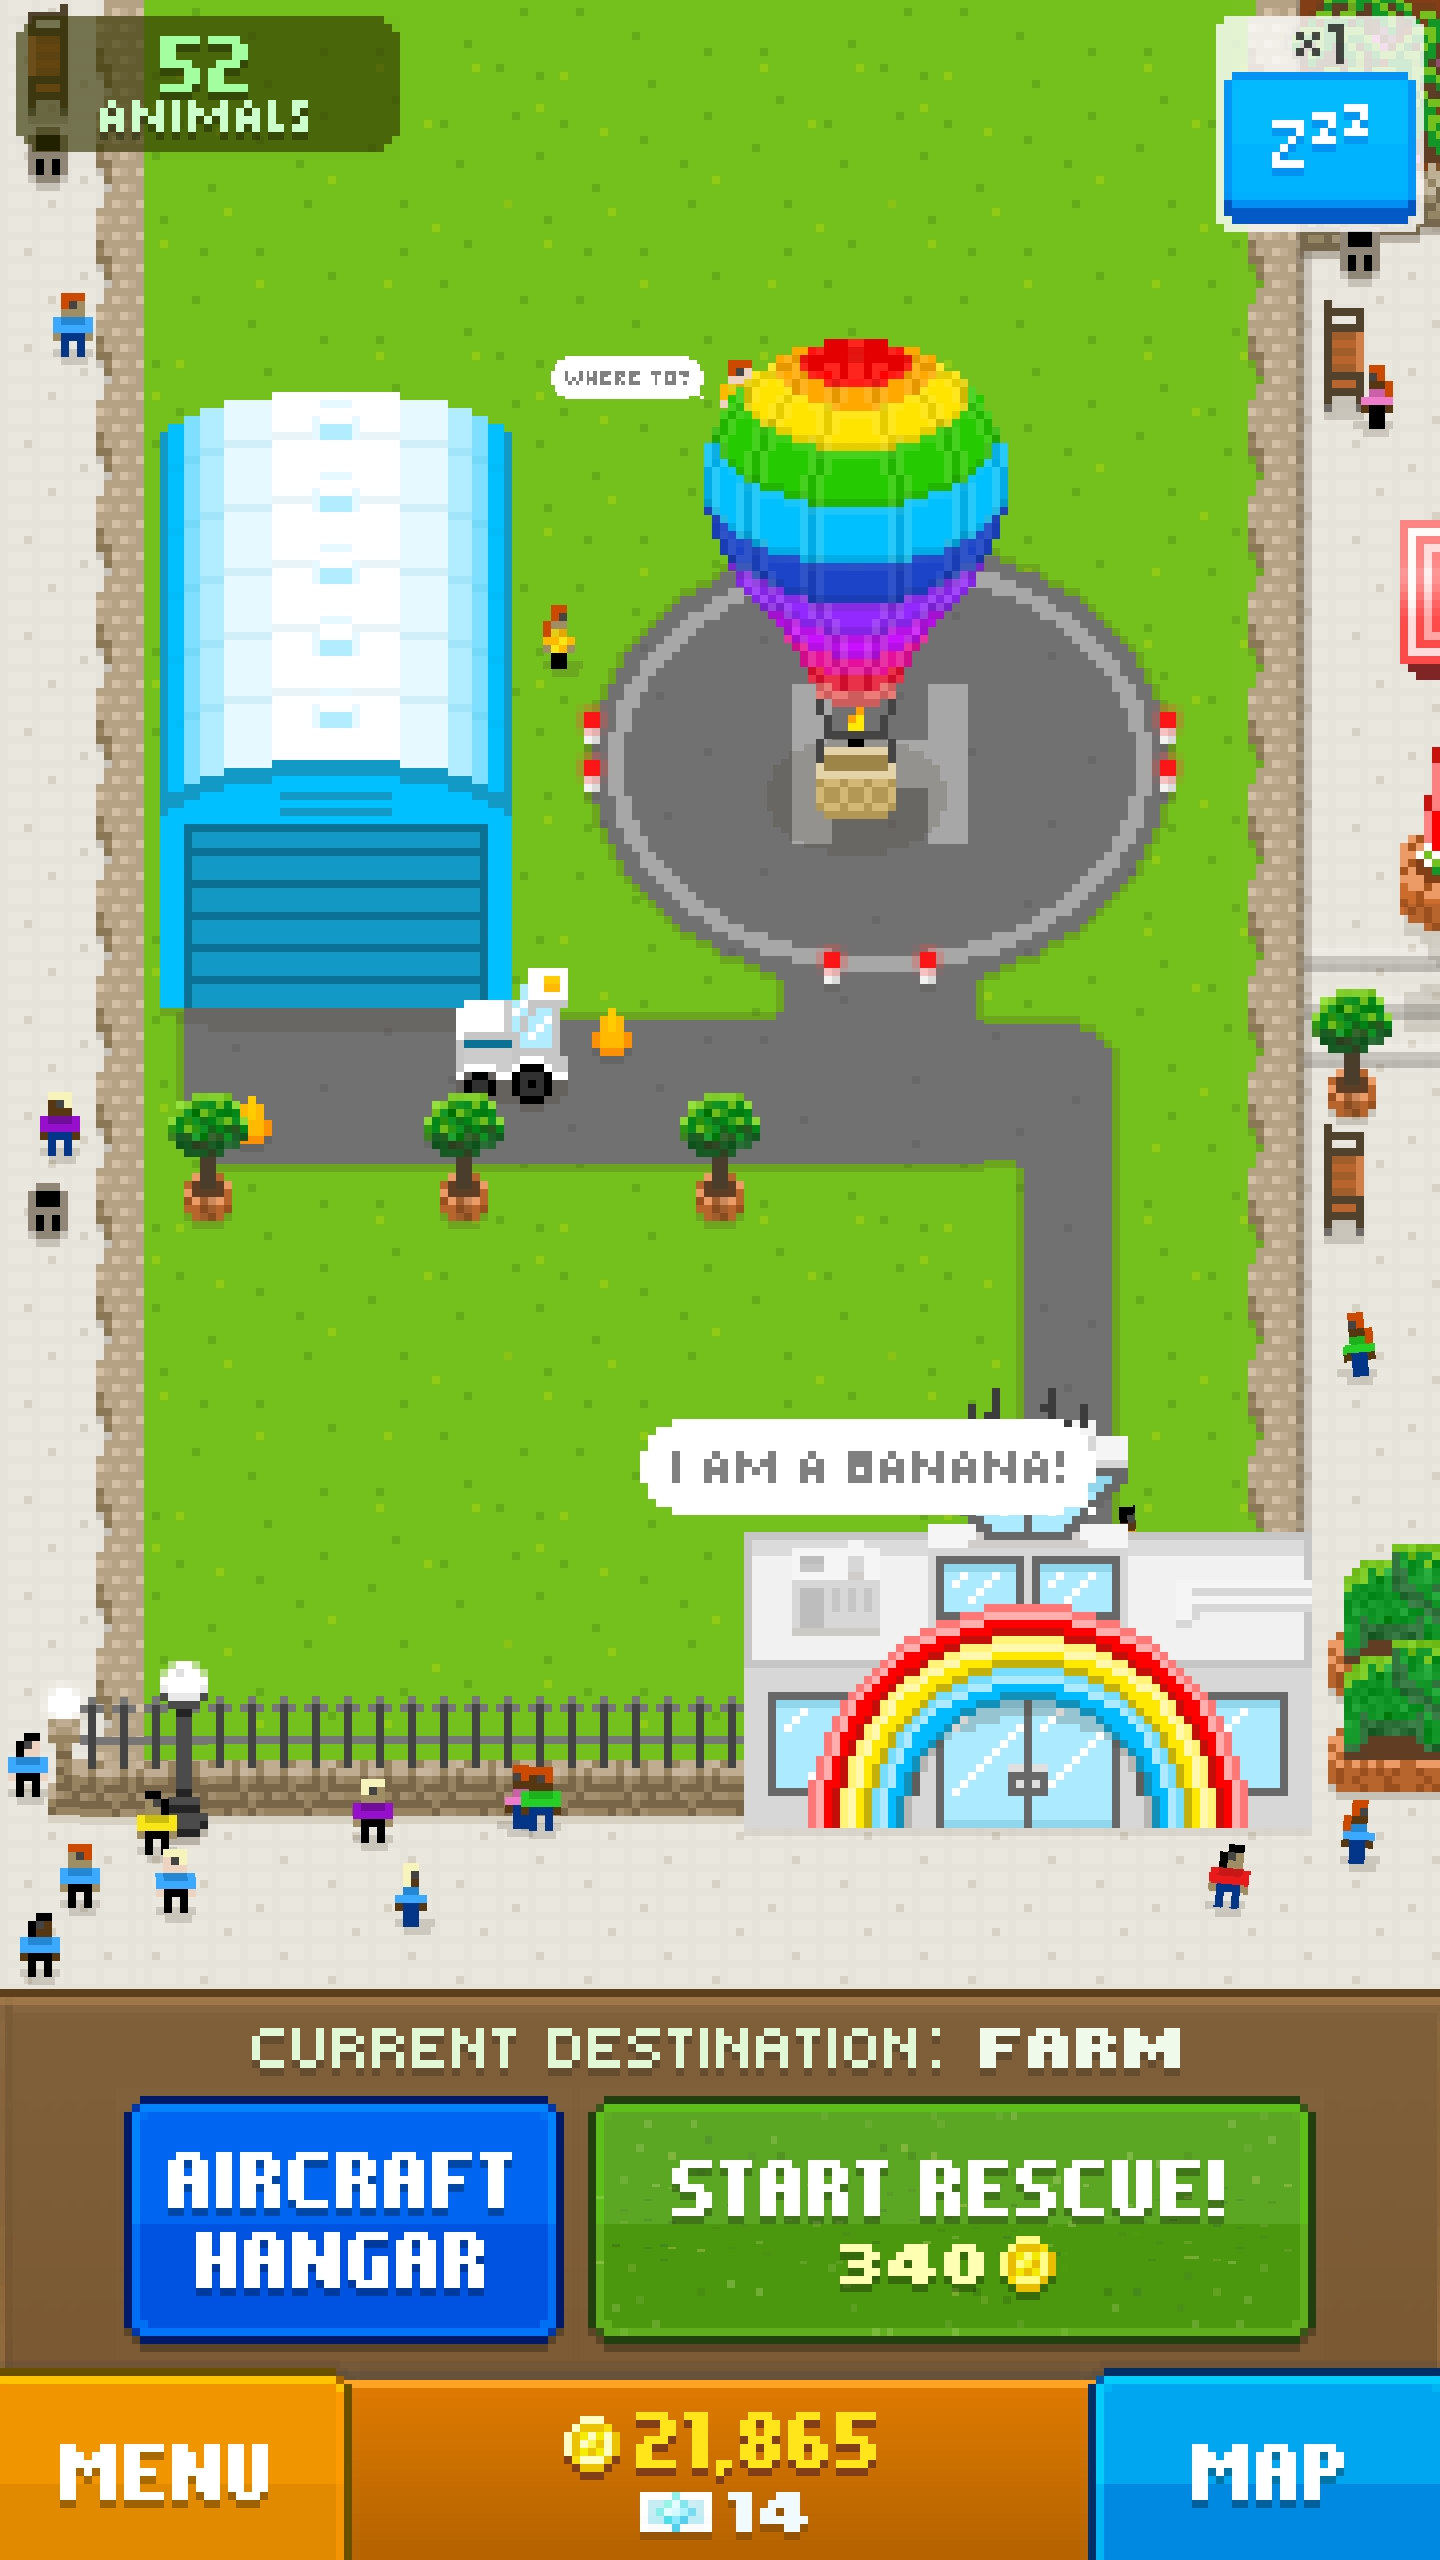 52
ANIMALS
×1
Zzz
WHERE TO?
H
I AM A BANANA!
CURRENT DESTINATION: FARM
AIRCRAFT
HANGAR
START RESCUE!
340
MENU
21,865
14
MAP